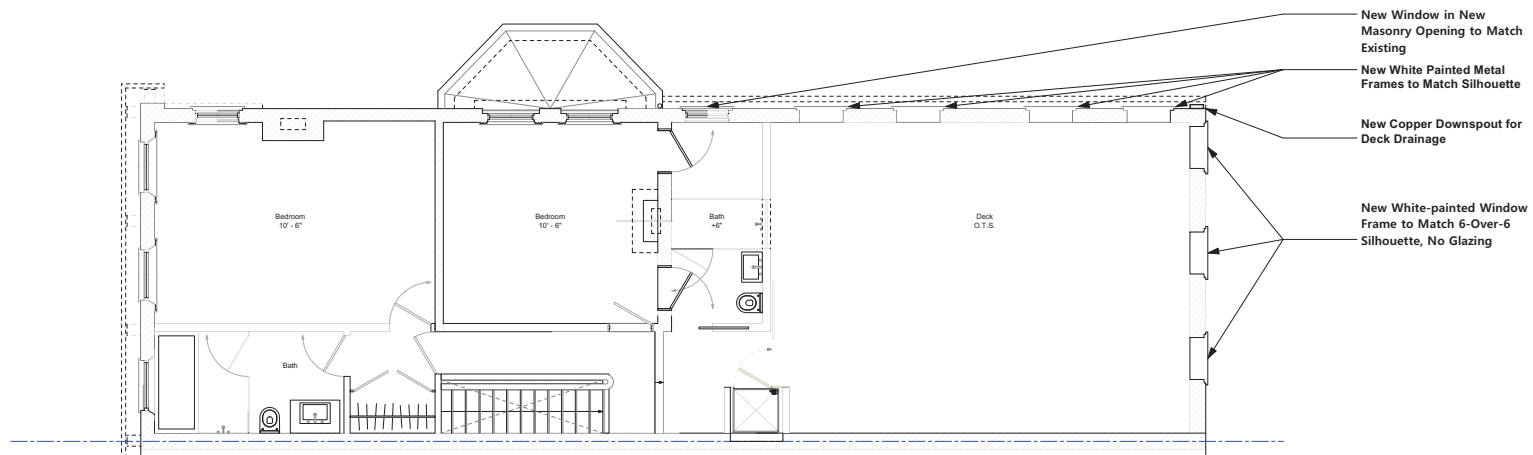 New Window in New
Masonry Opening to Match
Existing
New White Painted Metal
Frames to Match Silhouette
New Copper Downspout for
Deck Drainage
New White-painted Window
Frame to Match 6-Over-6
Silhouette, No Glazing
Bedroom
10' - 6"
Bedroom
10' - 6"
Bath
+6"
Deck
O.T.S.
Bath